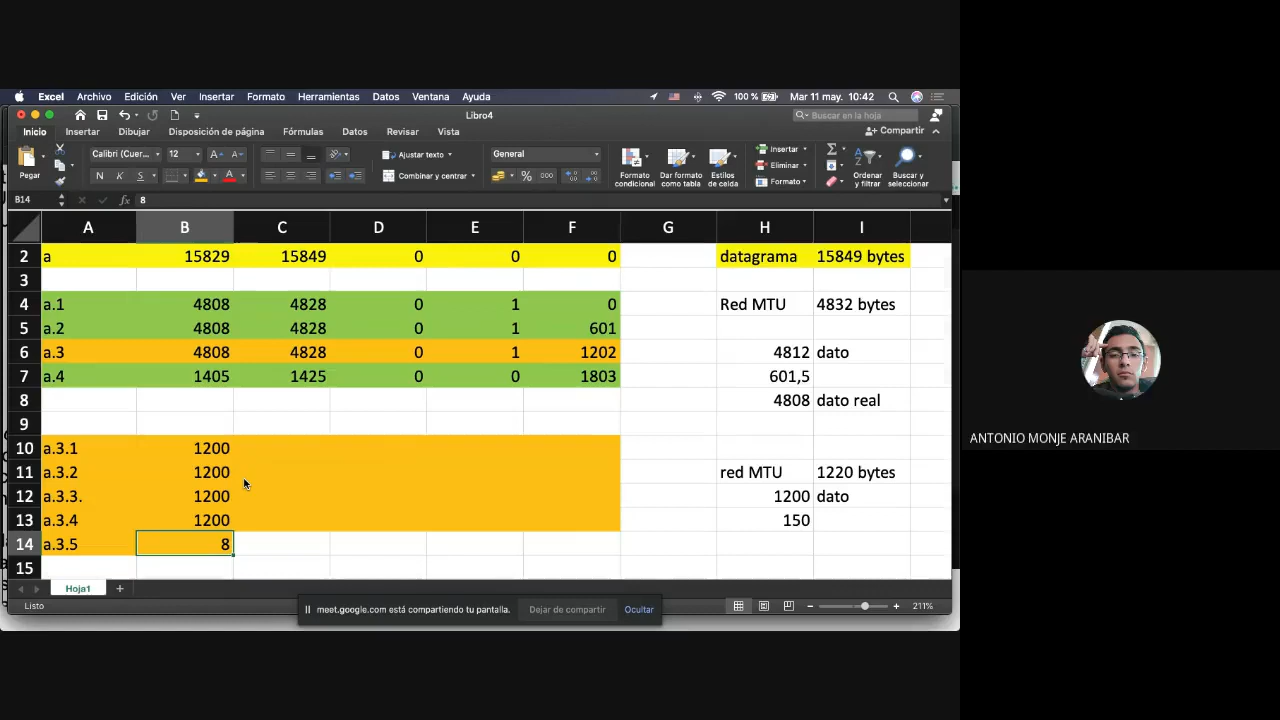 Excel Archivo Edición Ver Insertar Formato Herramientas Datos Ventana Ayuda 100 % Mar 11 may. 10:42
Libro4 Buscar en la hoja
Inicio Insertar Dibujar Disposición de página Fórmulas Datos Revisar Vista Compartir
Pegar Calibri (Cuer... 12 Ajustar texto General Insertar
N K S Combinar y centrar % 000 Formato condicional Dar formato como tabla Estilos de celda Eliminar Formato Ordenar y filtrar Buscar y seleccionar
B14 fx 8
A B C D E F G H I
2 a 15829 15849 0 0 0 datagrama 15849 bytes
3
4 a.1 4808 4828 0 1 0 Red MTU 4832 bytes
5 a.2 4808 4828 0 1 601
6 a.3 4808 4828 0 1 1202 4812 dato
7 a.4 1405 1425 0 0 1803 601,5
8 4808 dato real
9
10 a.3.1 1200
11 a.3.2 1200 red MTU 1220 bytes
12 a.3.3. 1200 1200 dato
13 a.3.4 1200 150
14 a.3.5 8
15
Hoja1
Listo 211%
meet.google.com está compartiendo tu pantalla. Dejar de compartir Ocultar
ANTONIO MONJE ARANIBAR